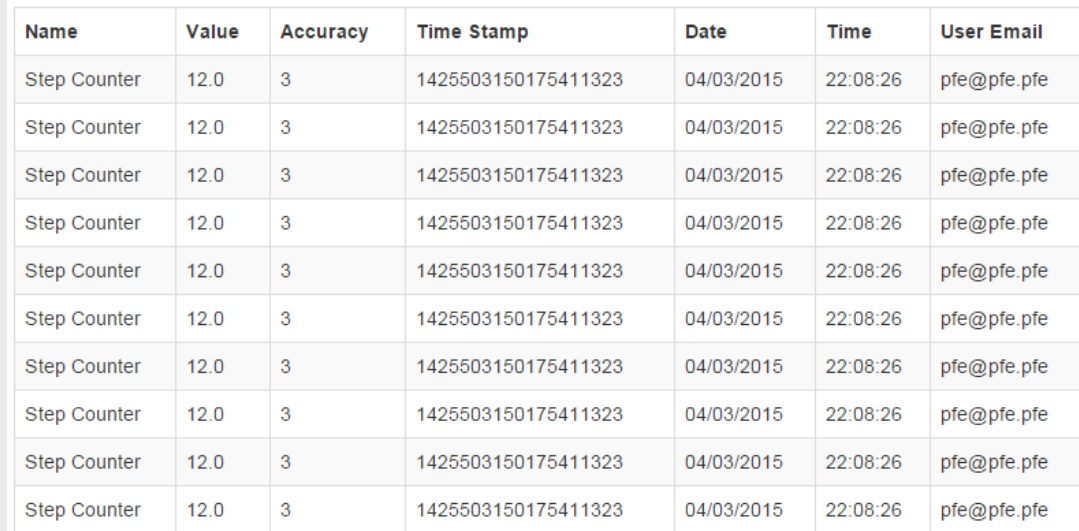 Name Value Accuracy Time Stamp Date Time User Email
Step Counter 12.0 3 1425503150175411323 04/03/2015 22:08:26 pfe@pfe.pfe
Step Counter 12.0 3 1425503150175411323 04/03/2015 22:08:26 pfe@pfe.pfe
Step Counter 12.0 3 1425503150175411323 04/03/2015 22:08:26 pfe@pfe.pfe
Step Counter 12.0 3 1425503150175411323 04/03/2015 22:08:26 pfe@pfe.pfe
Step Counter 12.0 3 1425503150175411323 04/03/2015 22:08:26 pfe@pfe.pfe
Step Counter 12.0 3 1425503150175411323 04/03/2015 22:08:26 pfe@pfe.pfe
Step Counter 12.0 3 1425503150175411323 04/03/2015 22:08:26 pfe@pfe.pfe
Step Counter 12.0 3 1425503150175411323 04/03/2015 22:08:26 pfe@pfe.pfe
Step Counter 12.0 3 1425503150175411323 04/03/2015 22:08:26 pfe@pfe.pfe
Step Counter 12.0 3 1425503150175411323 04/03/2015 22:08:26 pfe@pfe.pfe